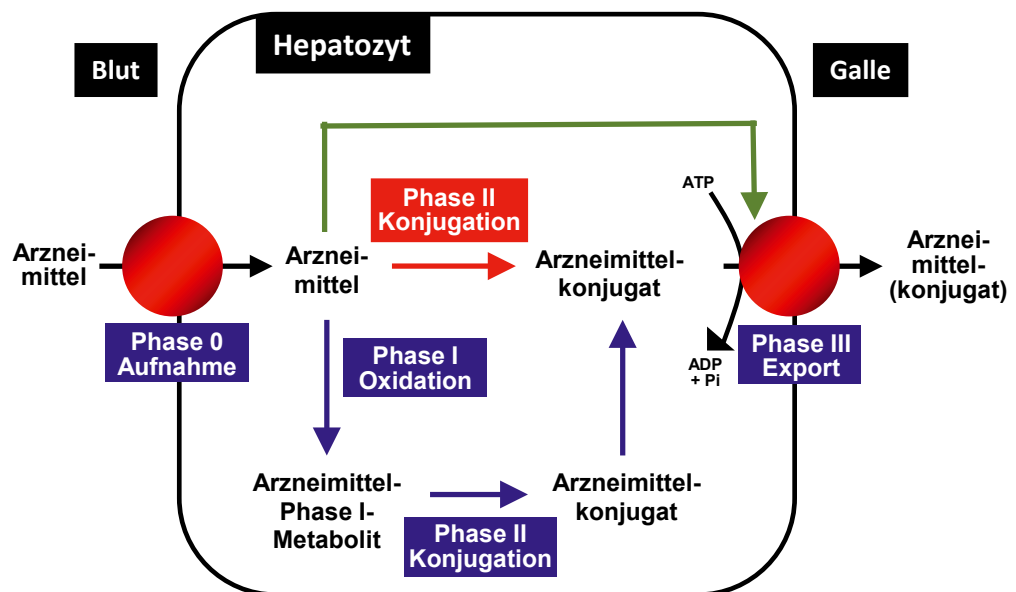 Hepatozyt
Blut
Galle
ATP
Phase II
Konjugation
Arznei-
mittel
Arznei-
mittel
Arzneimittel-
konjugat
Arznei-
mittel-
(konjugat)
Phase 0
Aufnahme
Phase I
Oxidation
ADP
+ Pi
Phase III
Export
Arzneimittel-
Phase I-
Metabolit
Phase II
Konjugation
Arzneimittel-
konjugat